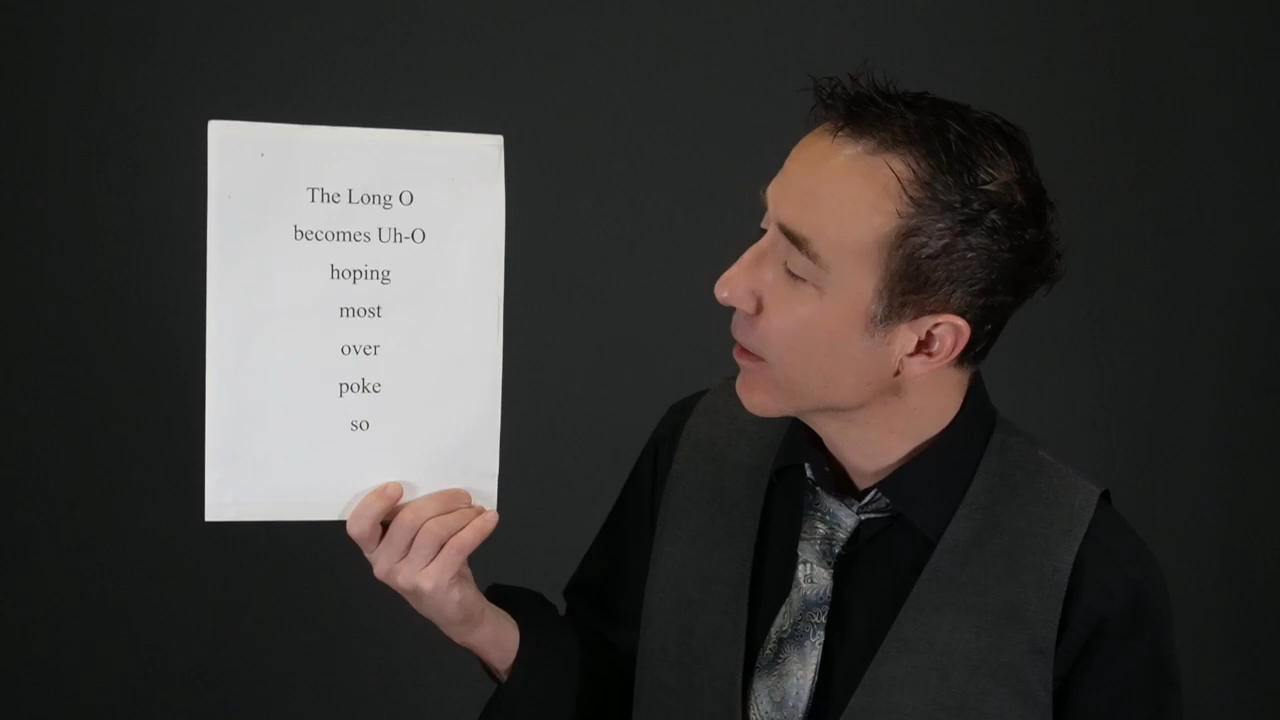 The Long O
becomes Uh-O
hoping
most
over
poke
so